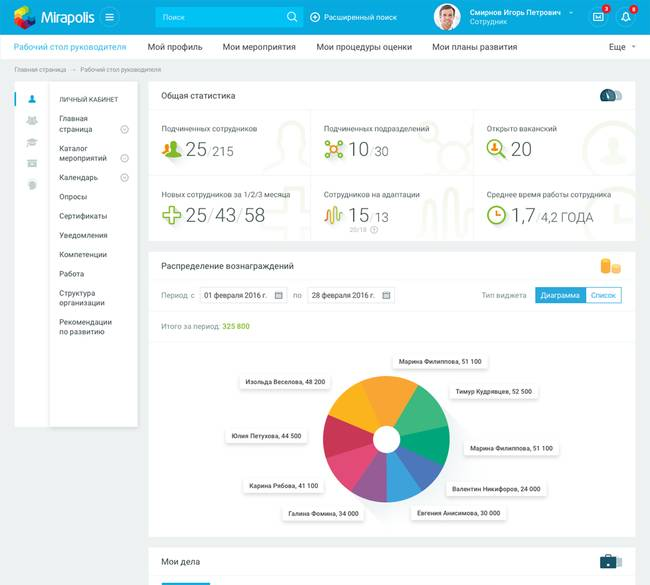 Mirapolis
Поиск
Расширенный поиск
Смирнов Игорь Петрович
Сотрудник
3
8
Рабочий стол руководителя
Мой профиль
Мои мероприятия
Мои процедуры оценки
Мои планы развития
Еще
Главная страница → Рабочий стол руководителя
ЛИЧНЫЙ КАБИНЕТ
Главная
страница
Каталог
мероприятий
Календарь
Опросы
Сертификаты
Уведомления
Компетенции
Работа
Структура
организации
Рекомендации
по развитию
Общая статистика
Подчиненных сотрудников
25/215
Подчиненных подразделений
10/30
Открыто вакансий
20
Новых сотрудников за 1/2/3 месяца
25/43/58
Сотрудников на адаптации
15/13
20/18
Среднее время работы сотрудника
1,7/4,2 ГОДА
Распределение вознаграждений
Период с 01 февраля 2016 г. по 28 февраля 2016 г.
Тип виджета
Диаграмма
Список
Итого за период: 325 800
Марина Филиппова, 51 100
Изольда Веселова, 48 200
Тимур Кудрявцев, 52 500
Юлия Петухова, 44 500
Марина Филиппова, 51 100
Карина Рябова, 41 100
Валентин Никифоров, 24 000
Галина Фомина, 34 000
Евгения Анисимова, 30 000
Мои дела